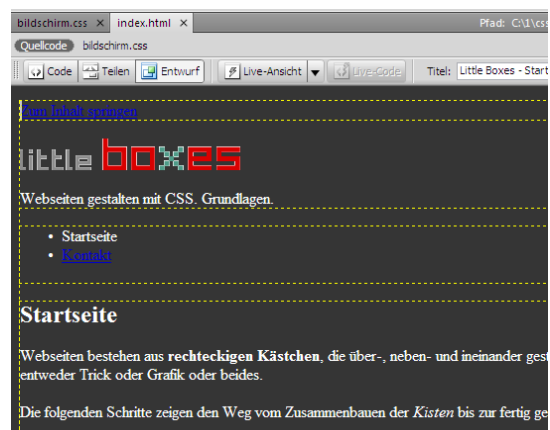 bildschirm.css × index.html × Pfad: C:\1\css
Quellcode bildschirm.css
Code Teilen Entwurf Live-Ansicht Live-Code Titel: Little Boxes - Start
Zum Inhalt springen
little boxes
Webseiten gestalten mit CSS. Grundlagen.
• Startseite
• Kontakt
Startseite
Webseiten bestehen aus rechteckigen Kästchen, die über-, neben- und ineinander gest
entweder Trick oder Grafik oder beides.
Die folgenden Schritte zeigen den Weg vom Zusammenbauen der Kisten bis zur fertig ge